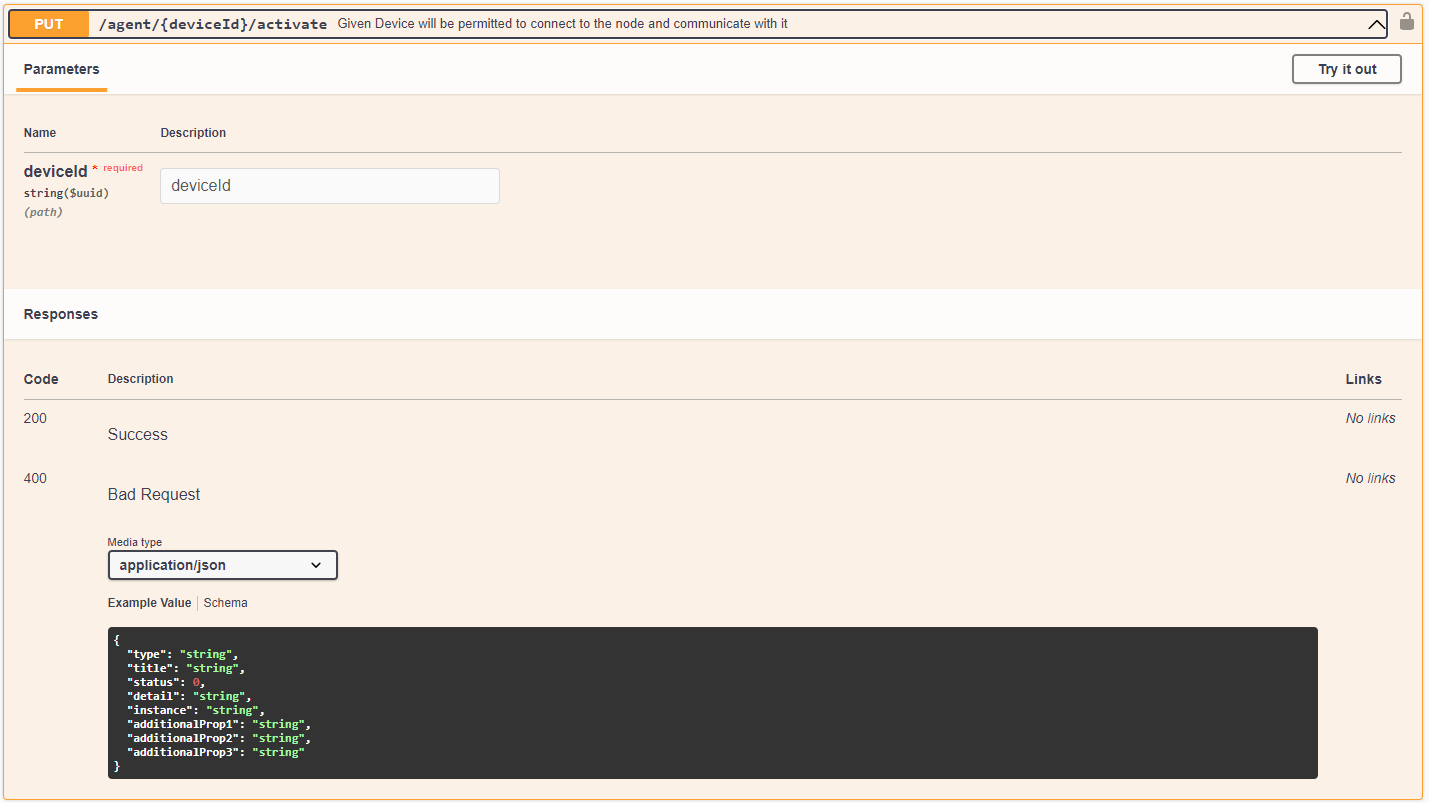 PUT /agent/{deviceId}/activate Given Device will be permitted to connect to the node and communicate with it
Parameters Try it out
Name Description
deviceId * required deviceId
string($uuid)
(path)
Responses
Code Description Links
200 No links
Success
400 No links
Bad Request
Media type
application/json
Example Value Schema
{
  "type": "string",
  "title": "string",
  "status": 0,
  "detail": "string",
  "instance": "string",
  "additionalProp1": "string",
  "additionalProp2": "string",
  "additionalProp3": "string"
}